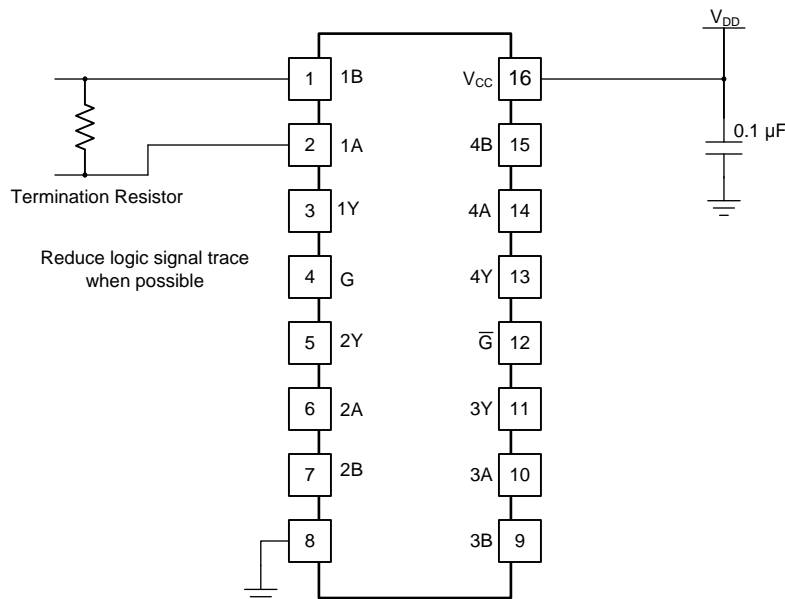 V_DD
1 1B V_CC 16
0.1 µF
2 1A 4B 15
Termination Resistor
3 1Y 4A 14
Reduce logic signal trace
when possible
4 G 4Y 13
5 2Y G̅ 12
6 2A 3Y 11
7 2B 3A 10
8 3B 9